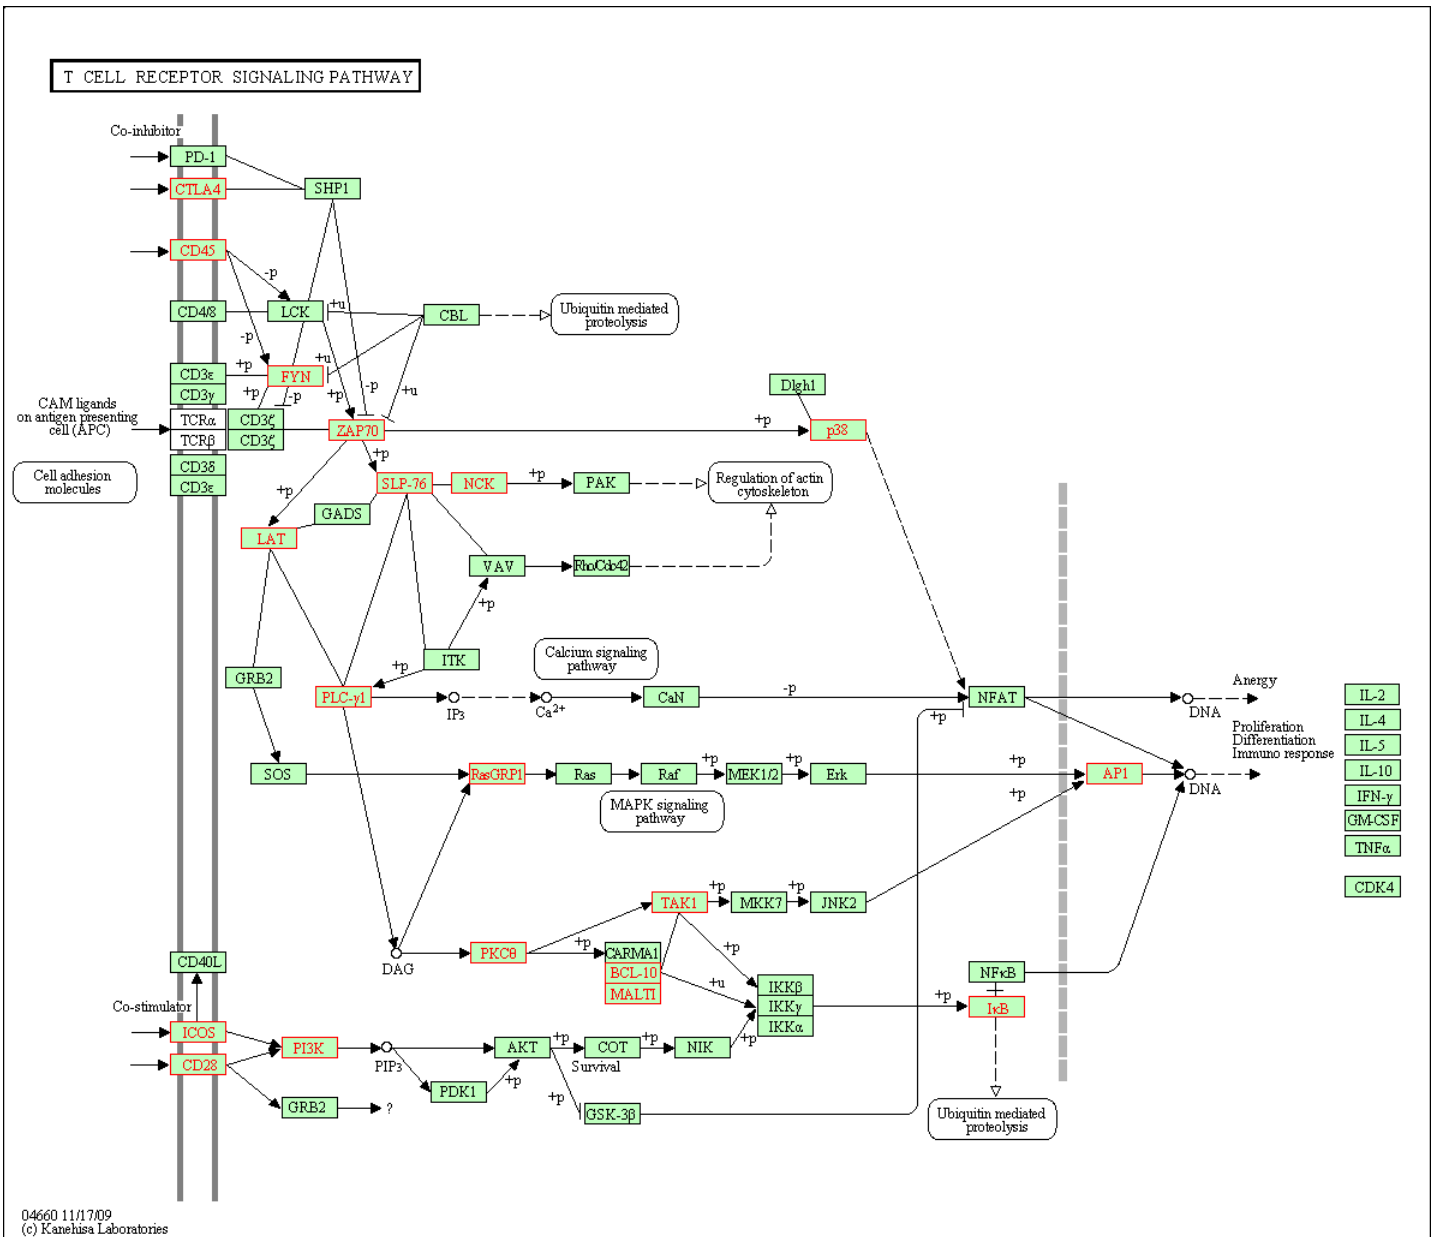 T CELL RECEPTOR SIGNALING PATHWAY
Co-inhibitor
PD-1
CTLA4
SHP1
CD45
-p
CD4/8
LCK
+u
CBL
Ubiquitin mediated
proteolysis
-p
+u
CD3ε
+p
FYN
+p
-p
+u
CD3γ
+p
-p
Dlgh1
CAM ligands
on antigen presenting
cell (APC)
TCRα
CD3ζ
ZAP70
+p
p38
TCRβ
CD3ζ
+p
Cell adhesion
molecules
CD3δ
CD3ε
+p
SLP-76
NCK
+p
PAK
Regulation of actin
cytoskeleton
GADS
LAT
VAV
Rho/Cdc42
+p
ITK
Calcium signaling
pathway
GRB2
+p
PLC-γ1
IP3
Ca2+
CaN
-p
NFAT
+p
DNA
Anergy
Proliferation
Differentiation
Immuno response
IL-2
IL-4
IL-5
IL-10
IFN-γ
GM-CSF
TNFα
CDK4
SOS
RasGRP1
Ras
Raf
+p
MEK1/2
+p
Erk
+p
AP1
DNA
+p
MAPK signaling
pathway
TAK1
+p
MKK7
+p
JNK2
DAG
PKCθ
+p
CARMA1
BCL-10
MALT1
+p
+u
IKKβ
IKKγ
IKKα
+p
NFκB
IκB
CD40L
Co-stimulator
ICOS
CD28
PI3K
PIP3
AKT
+p
COT
+p
NIK
+p
Survival
PDK1
+p
+p
GSK-3β
GRB2
?
Ubiquitin mediated
proteolysis
04660 11/17/09
(c) Kanehisa Laboratories